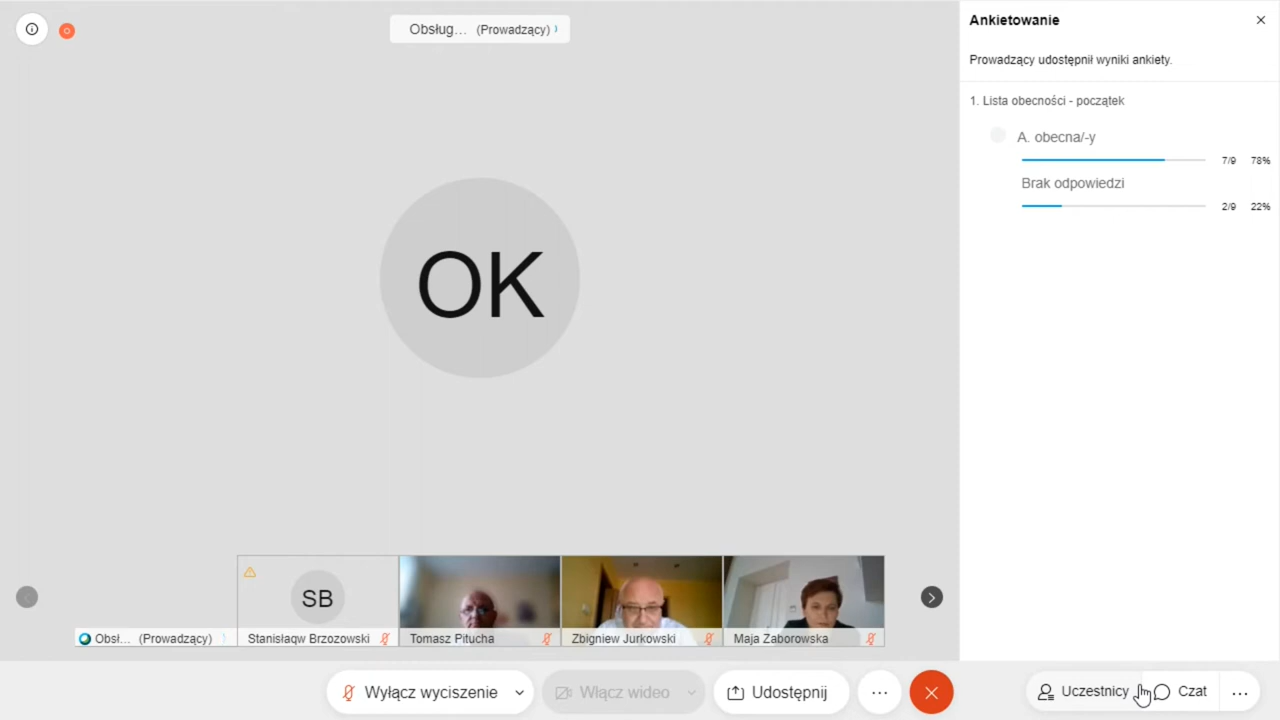 Obsług... (Prowadzący)
Ankietowanie
Prowadzący udostępnił wyniki ankiety.
1. Lista obecności - początek
A. obecna/-y
7/9 78%
Brak odpowiedzi
2/9 22%
OK
SB
Obsł... (Prowadzący)
Stanisłaqw Brzozowski
Tomasz Pitucha
Zbigniew Jurkowski
Maja Zaborowska
Wyłącz wyciszenie
Włącz wideo
Udostępnij
Uczestnicy
Czat